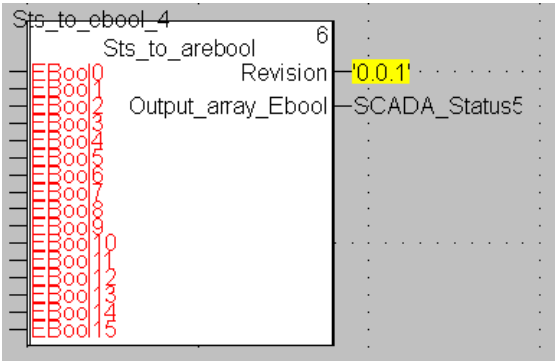 Sts_to_ebool_4
6
Sts_to_arebool
EBool0 Revision '0.0.1'
EBool1
EBool2 Output_array_Ebool SCADA_Status5
EBool3
EBool4
EBool5
EBool6
EBool7
EBool8
EBool9
EBool10
EBool11
EBool12
EBool13
EBool14
EBool15